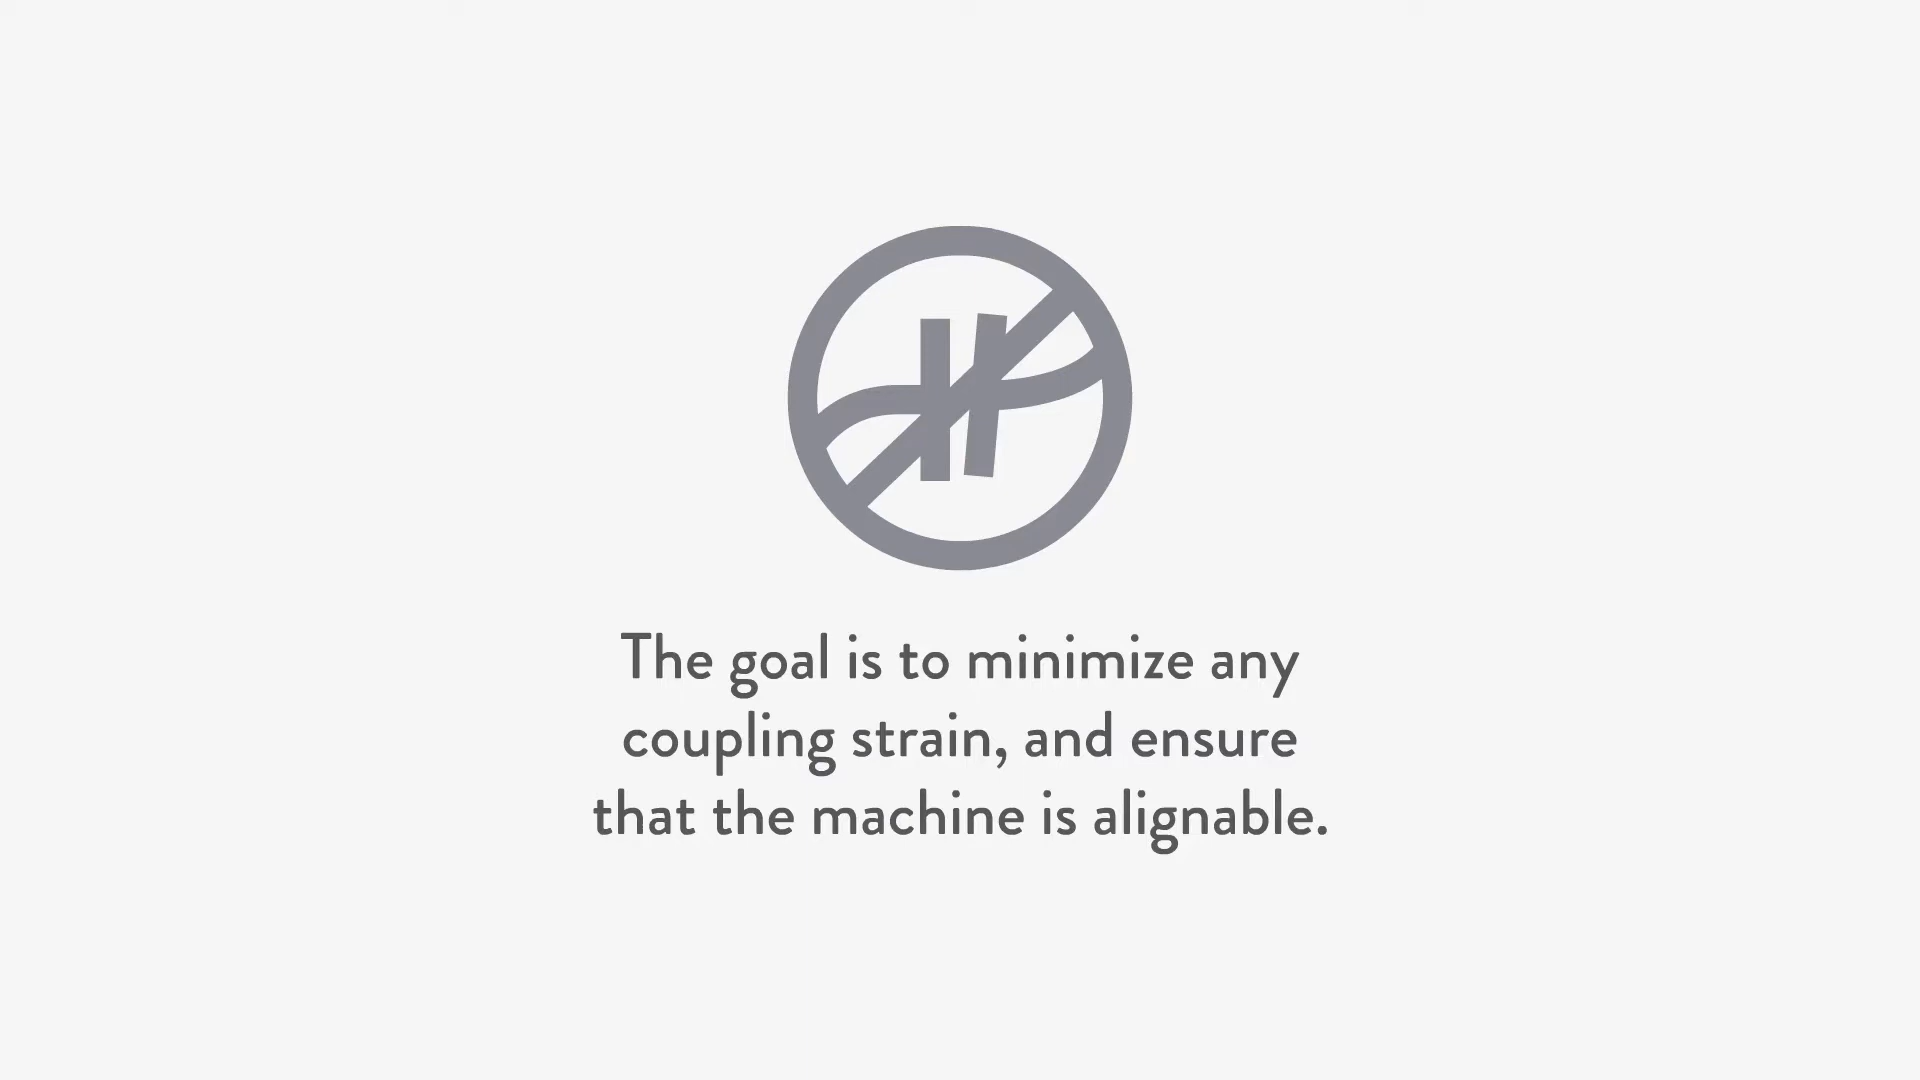 The goal is to minimize any
coupling strain, and ensure
that the machine is alignable.